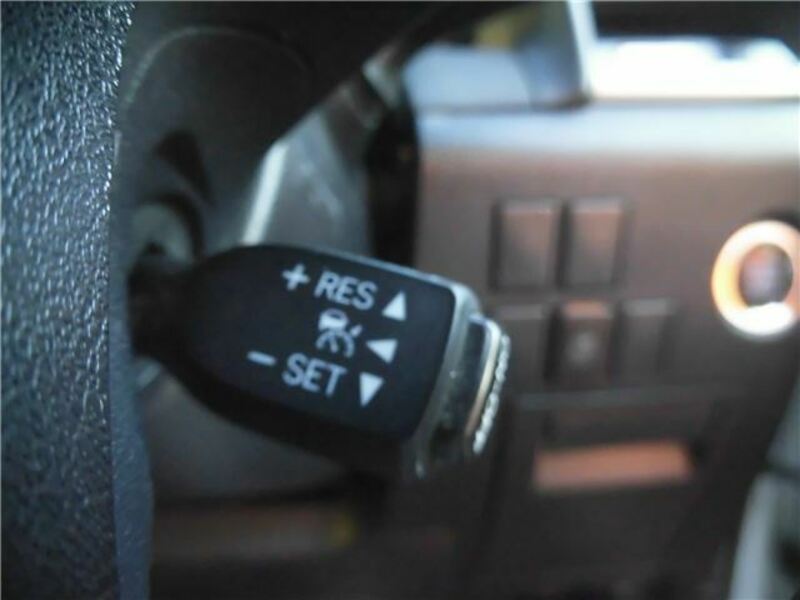 + RES
- SET